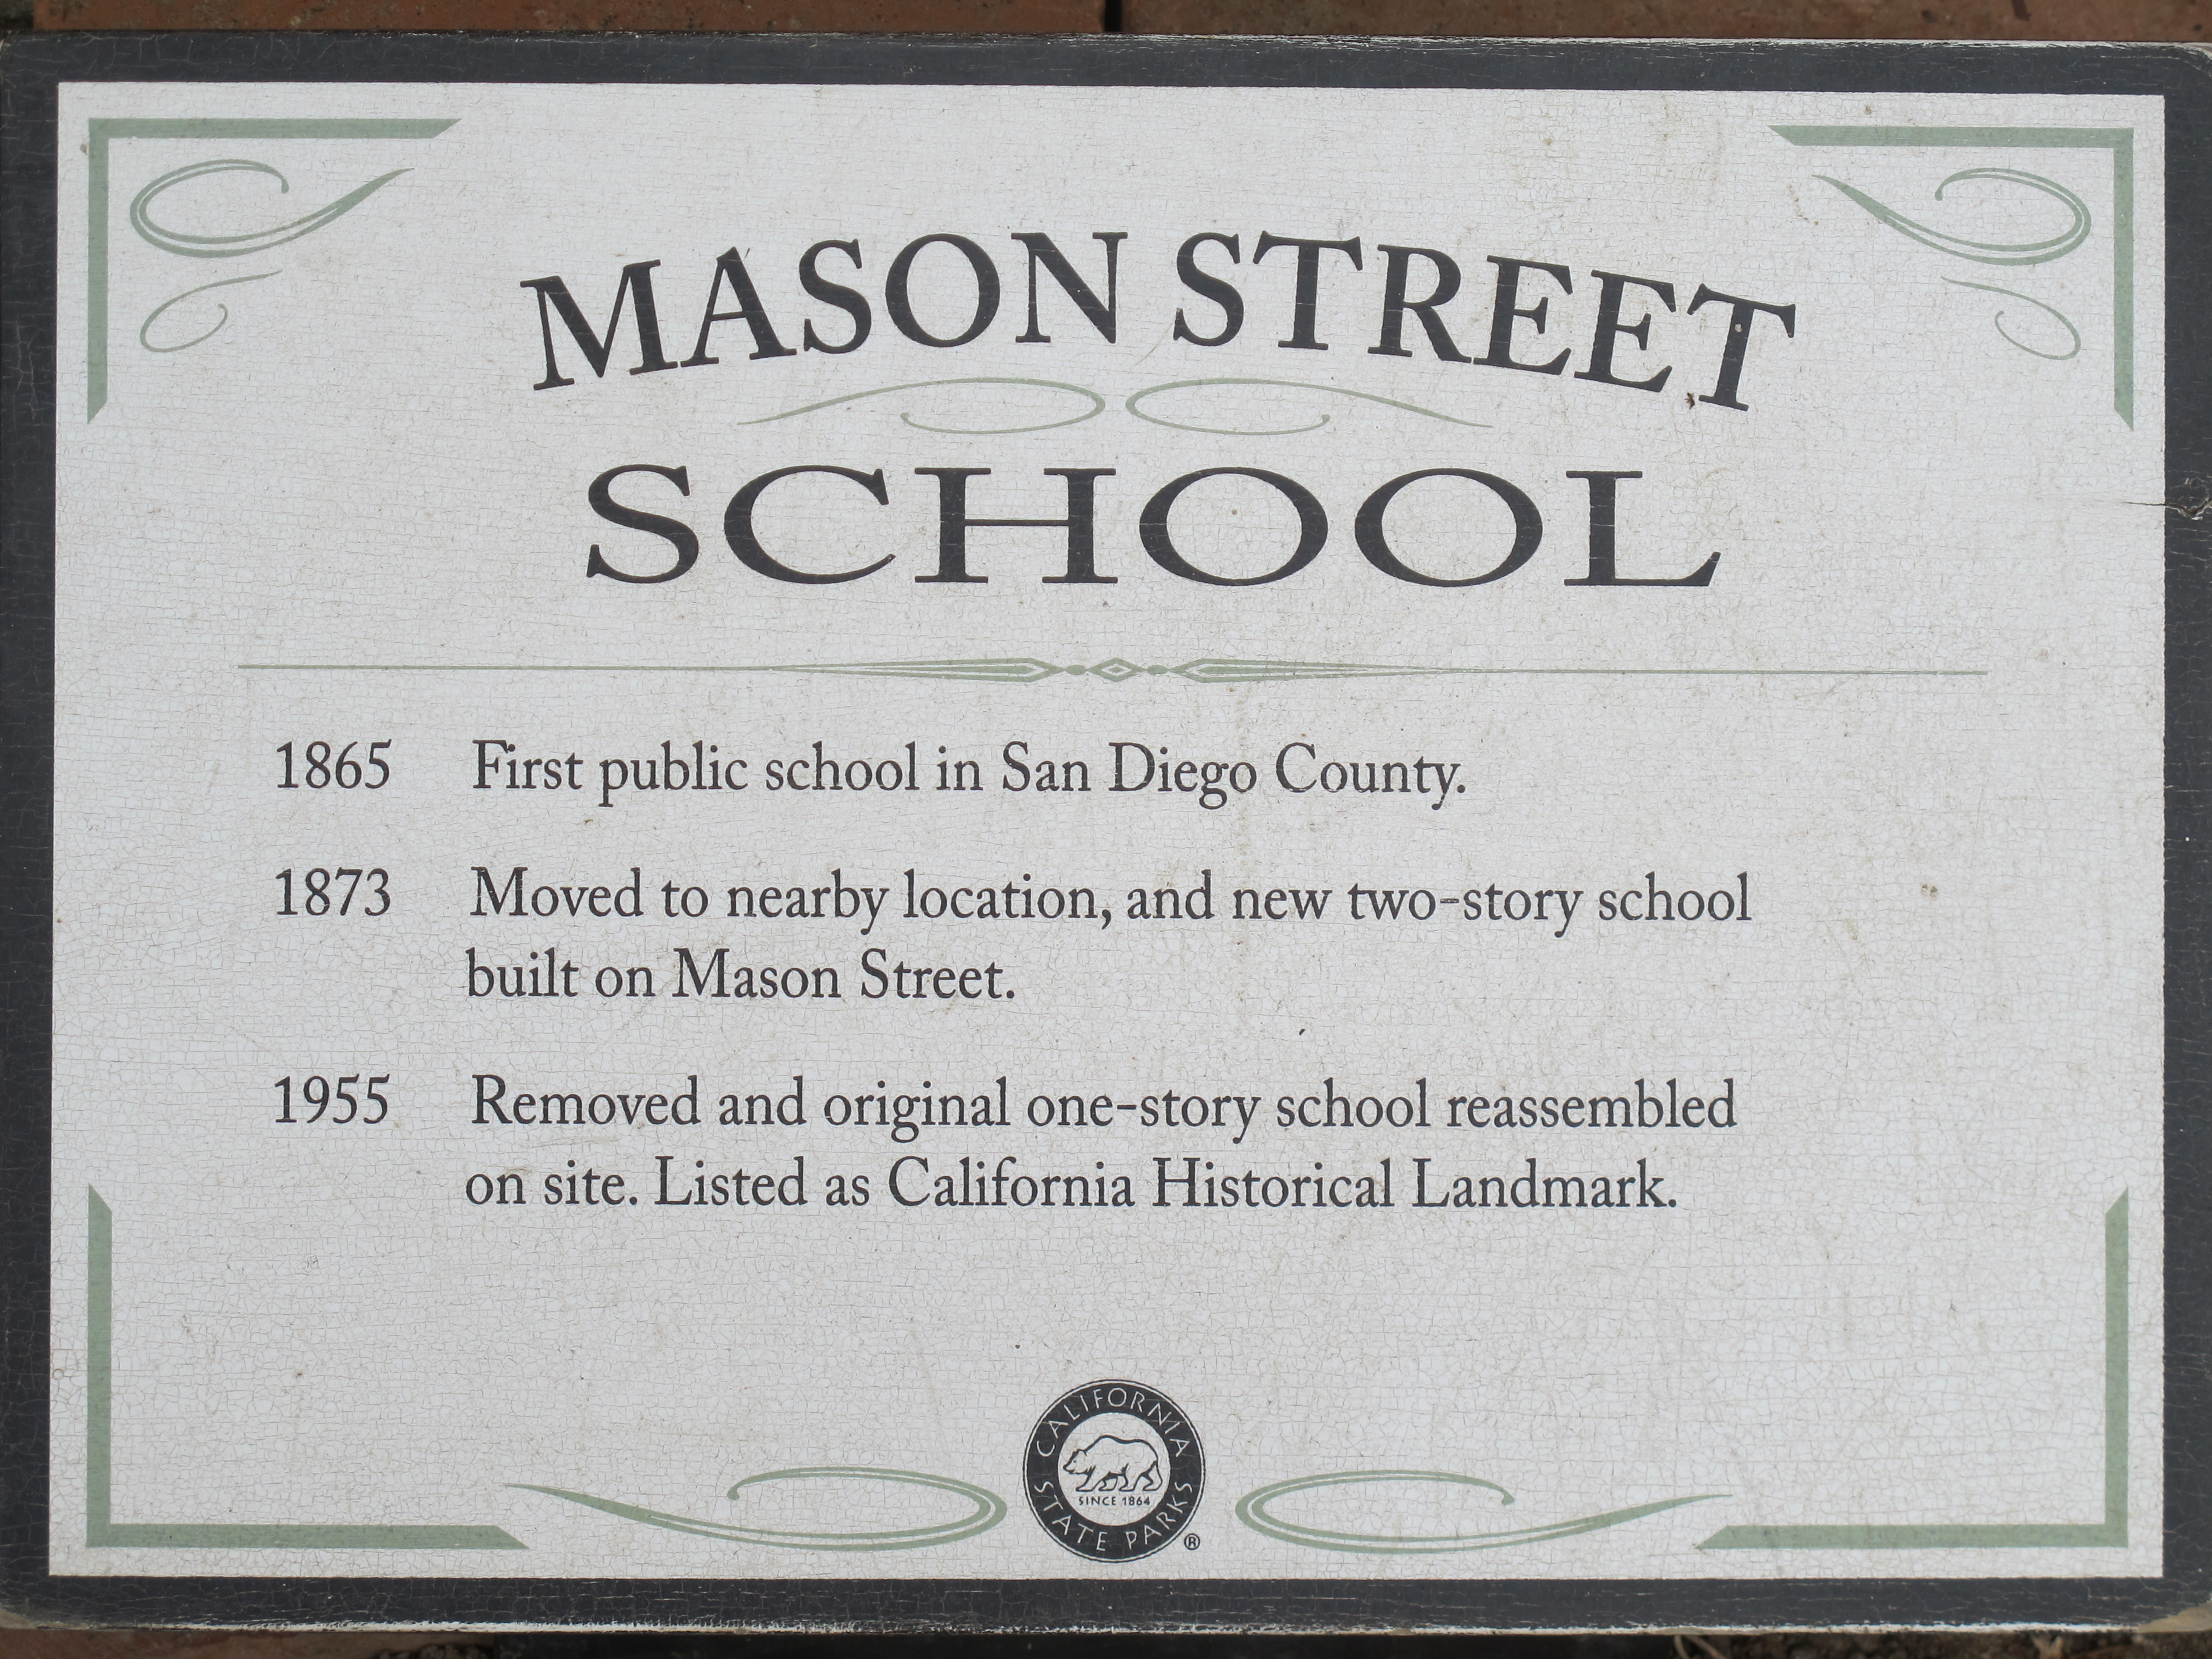 MASON STREET
SCHOOL
1865 First public school in San Diego County.
1873 Moved to nearby location, and new two-story school
built on Mason Street.
1955 Removed and original one-story school reassembled
on site. Listed as California Historical Landmark.
CALIFORNIA
SINCE 1864
STATE PARKS
®